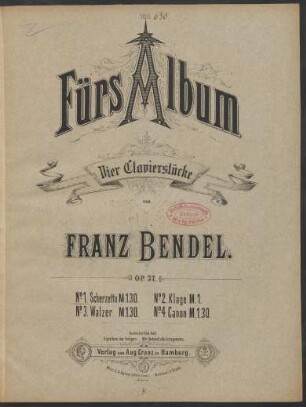 Fürs Album
Vier Clavierstücke
von
FRANZ BENDEL.
OP. 37.
No 1. Scherzetto M 1.30. No 2. Klage M. 1.
No 3. Walzer M 1.30. No 4. Canon M. 1.30
Verlag von Aug. Cranz in Hamburg.